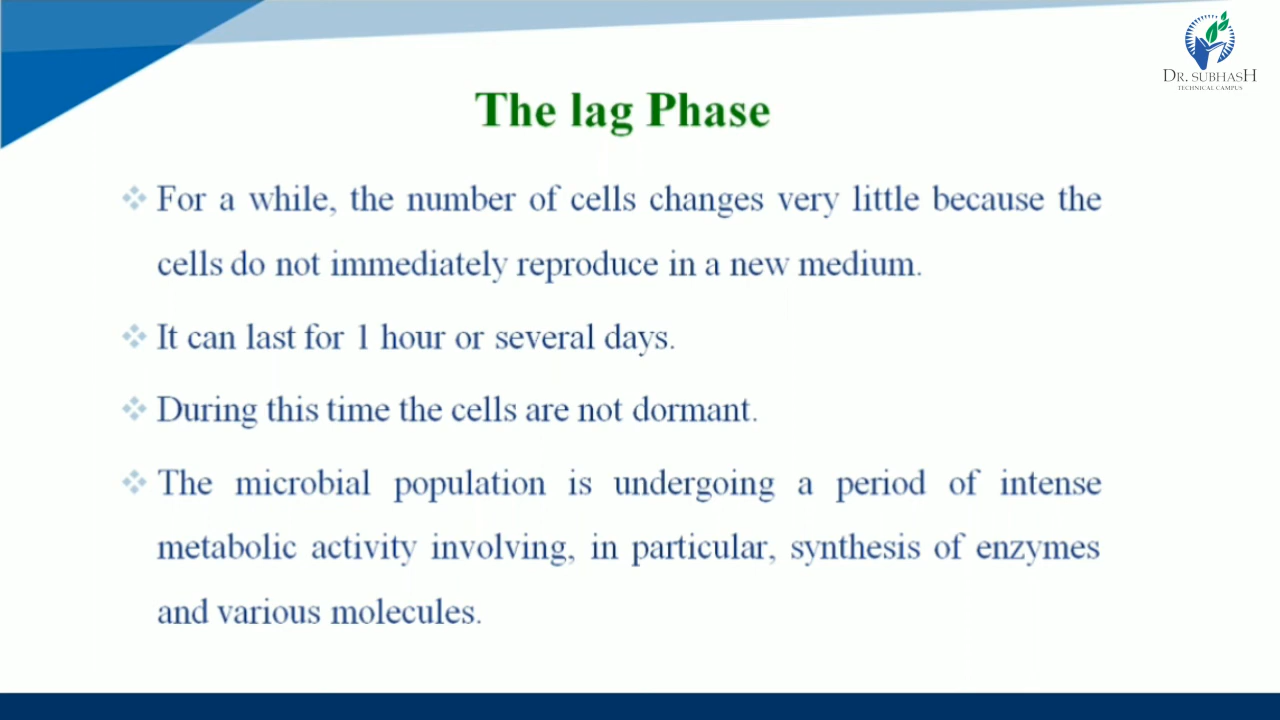 DR. SUBHASH
TECHNICAL CAMPUS
The lag Phase
For a while, the number of cells changes very little because the
cells do not immediately reproduce in a new medium.
It can last for 1 hour or several days.
During this time the cells are not dormant.
The microbial population is undergoing a period of intense
metabolic activity involving, in particular, synthesis of enzymes
and various molecules.